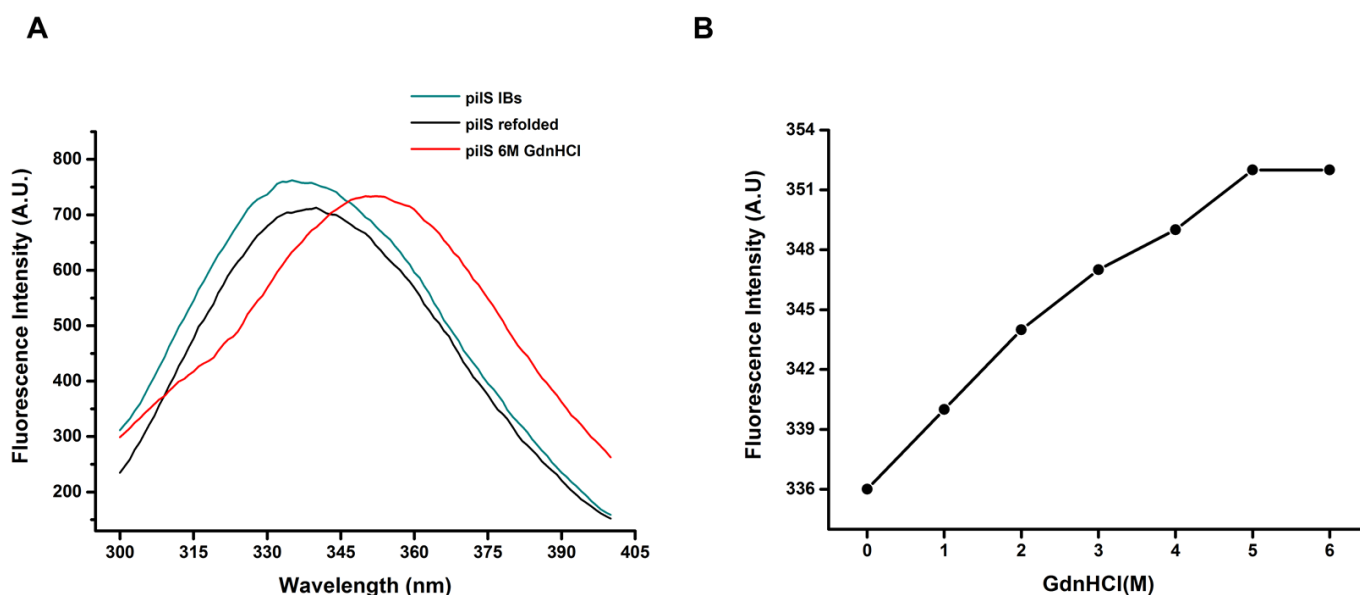 A
pilS IBs
pilS refolded
pilS 6M GdnHCl
800
700
600
500
400
300
200
Fluorescence Intensity (A.U.)
300 315 330 345 360 375 390 405
Wavelength (nm)
B
354
351
348
345
342
339
336
Fluorescence Intensity (A.U)
0 1 2 3 4 5 6
GdnHCl(M)